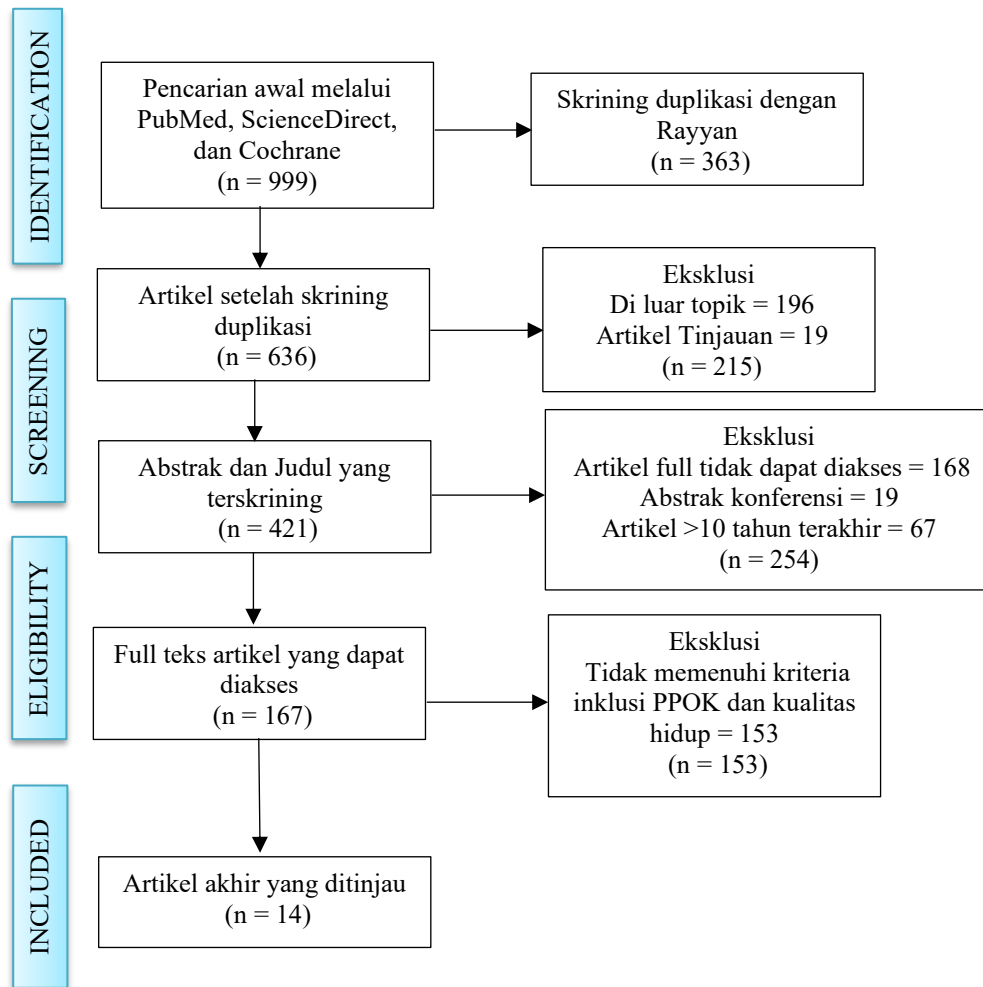 IDENTIFICATION
Pencarian awal melalui
PubMed, ScienceDirect,
dan Cochrane
(n = 999)
Skrining duplikasi dengan
Rayyan
(n = 363)
SCREENING
Artikel setelah skrining
duplikasi
(n = 636)
Eksklusi
Di luar topik = 196
Artikel Tinjauan = 19
(n = 215)
Abstrak dan Judul yang
terskrining
(n = 421)
Eksklusi
Artikel full tidak dapat diakses = 168
Abstrak konferensi = 19
Artikel >10 tahun terakhir = 67
(n = 254)
ELIGIBILITY
Full teks artikel yang dapat
diakses
(n = 167)
Eksklusi
Tidak memenuhi kriteria
inklusi PPOK dan kualitas
hidup = 153
(n = 153)
INCLUDED
Artikel akhir yang ditinjau
(n = 14)